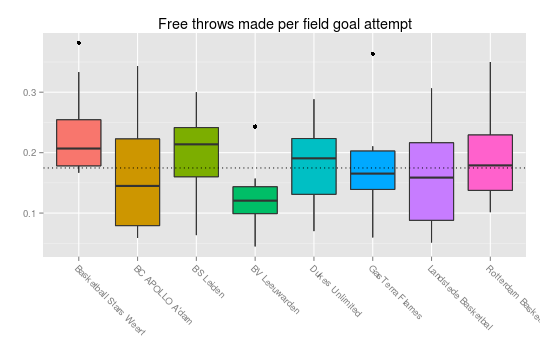 Free throws made per field goal attempt
0.3
0.2
0.1
Basketball Stars Weert
BC APOLLO A'dam
BS Leiden
BV Leeuwarden
Dukes Unlimited
GasTerra Flames
Landstede Basketbal
Rotterdam Baske